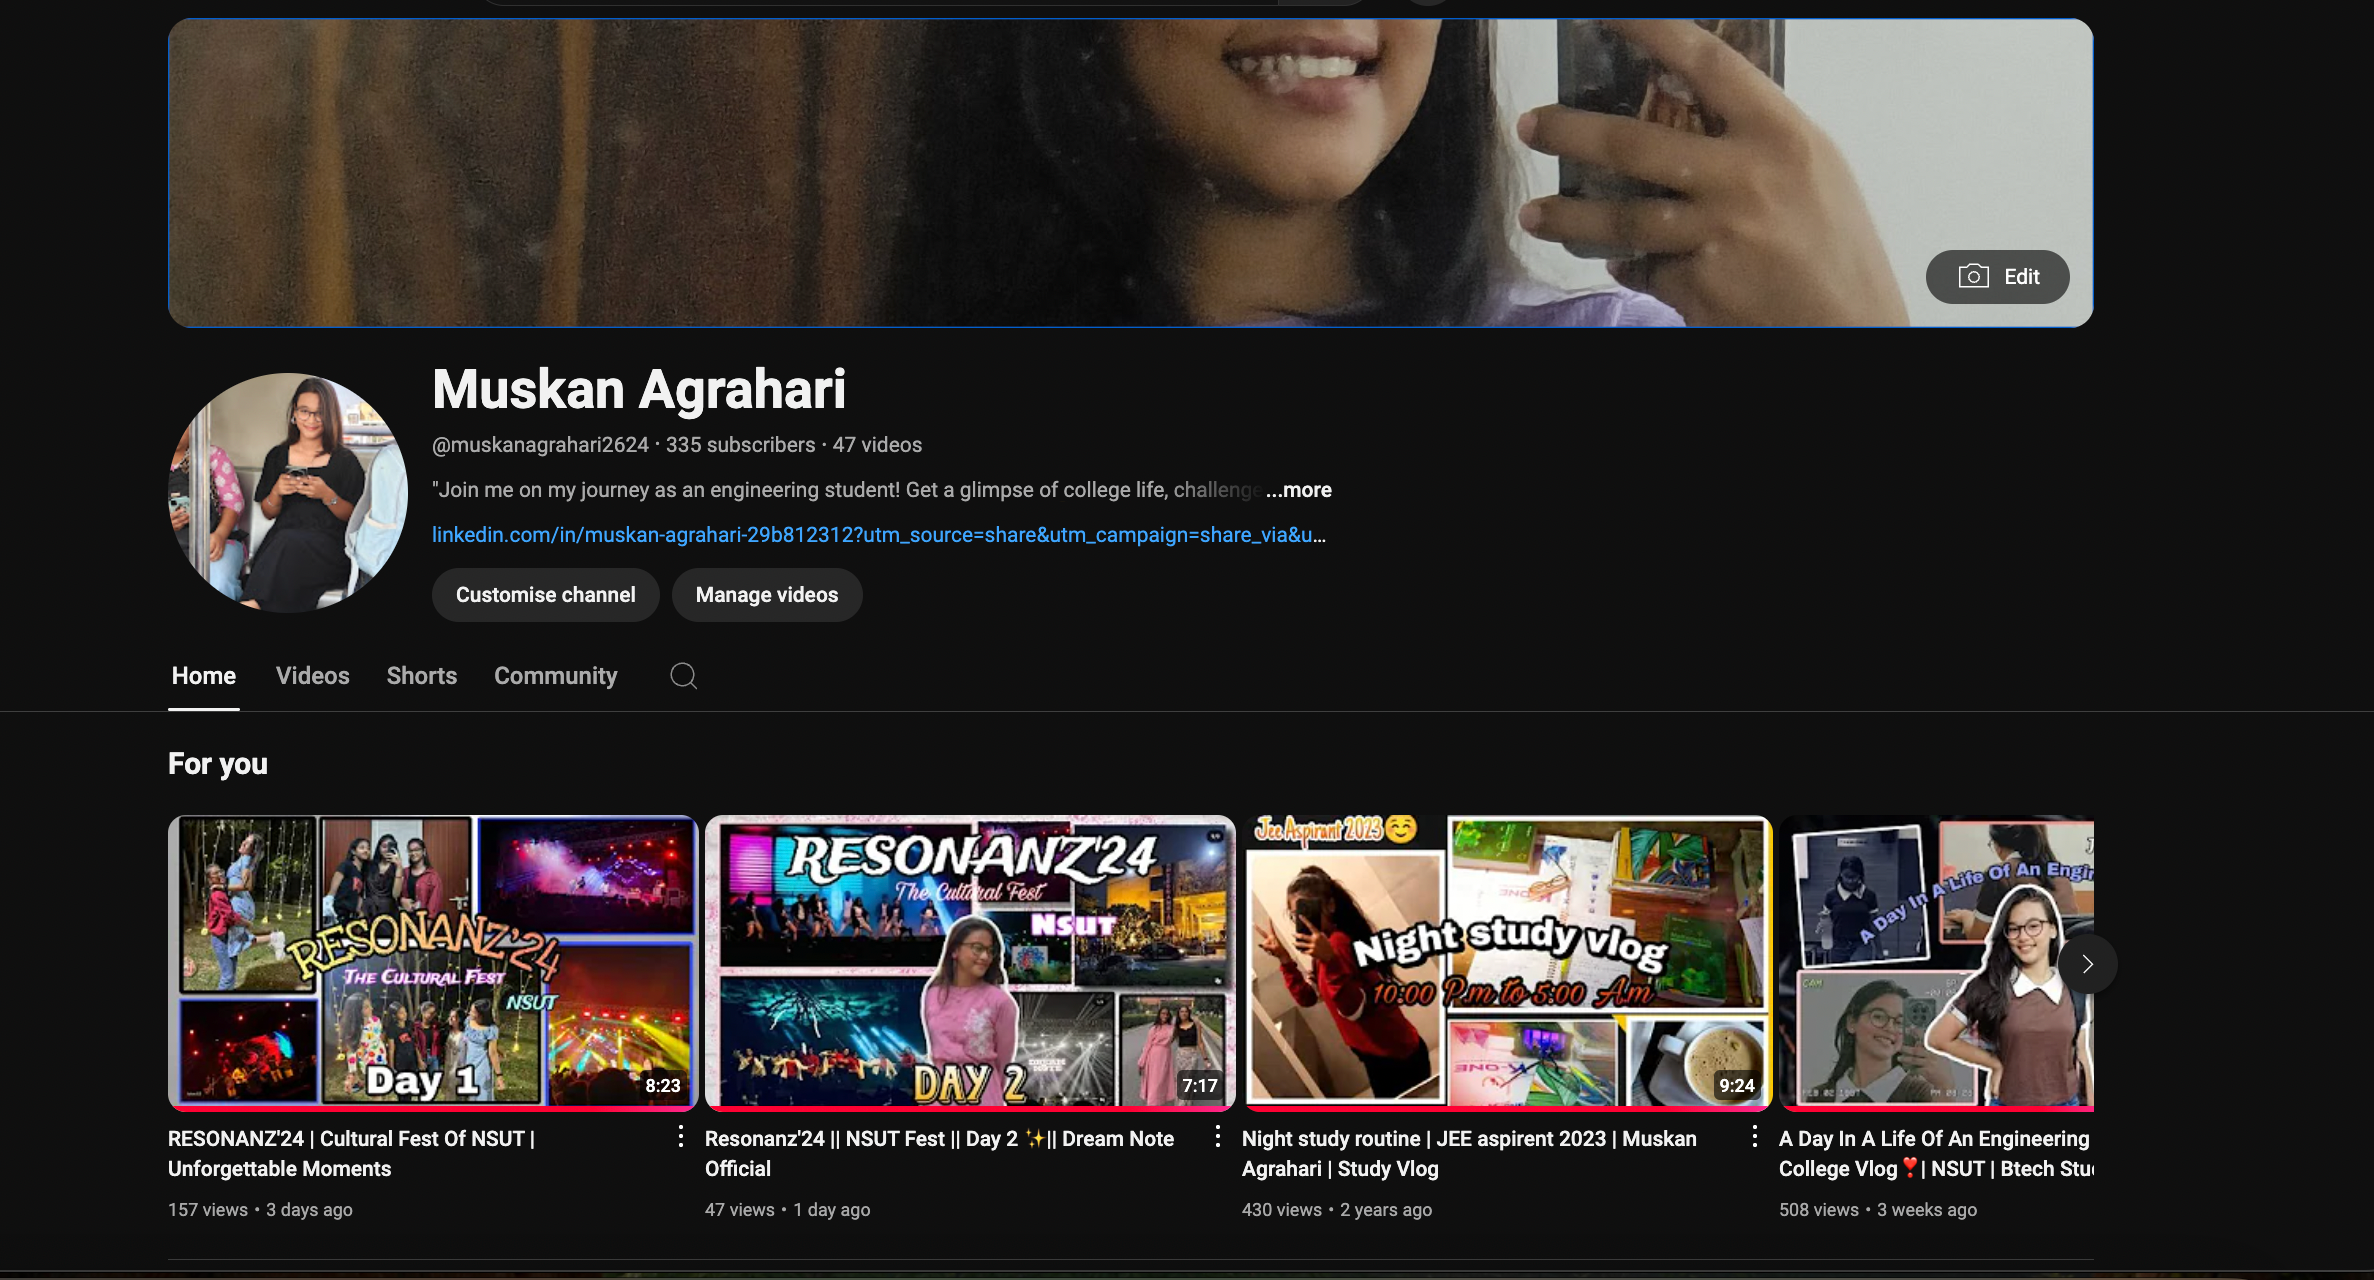 Edit
Muskan Agrahari
@muskanagrahari2624 · 335 subscribers · 47 videos
"Join me on my journey as an engineering student! Get a glimpse of college life, challenge ...more
linkedin.com/in/muskan-agrahari-29b812312?utm_source=share&utm_campaign=share_via&u...
Customise channel
Manage videos
Home
Videos
Shorts
Community
For you
RESONANZ'24
THE CULTURAL FEST
NSUT
Day 1
8:23
RESONANZ'24
The Cultural Fest
NSUT
DREAM
NOTE
DAY 2
7:17
Jee Aspirant 2023 😊
Night study vlog
10:00 P.m to 5:00 A.m
9:24
A Day In A Life Of An Engi
CAM
RESONANZ'24 | Cultural Fest Of NSUT |
Unforgettable Moments
157 views • 3 days ago
Resonanz'24 || NSUT Fest || Day 2 ✨|| Dream Note
Official
47 views • 1 day ago
Night study routine | JEE aspirent 2023 | Muskan
Agrahari | Study Vlog
430 views • 2 years ago
A Day In A Life Of An Engineering
College Vlog❣️| NSUT | Btech Stu
508 views • 3 weeks ago